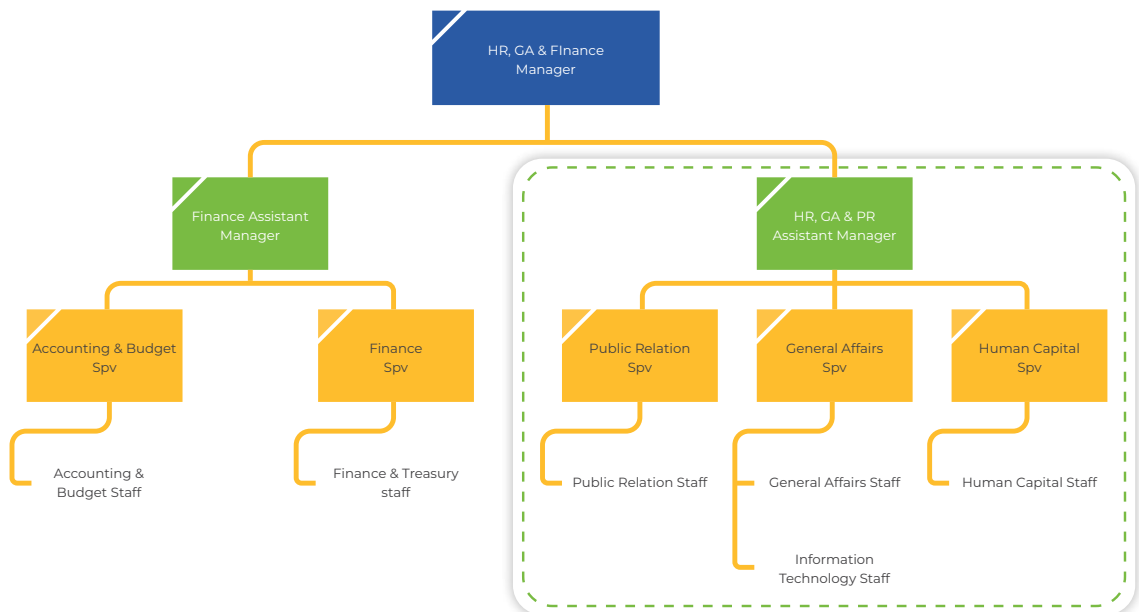 HR, GA & FInance
Manager
Finance Assistant
Manager
HR, GA & PR
Assistant Manager
Accounting & Budget
Spv
Finance
Spv
Public Relation
Spv
General Affairs
Spv
Human Capital
Spv
Accounting &
Budget Staff
Finance & Treasury
staff
Public Relation Staff
General Affairs Staff
Human Capital Staff
Information
Technology Staff